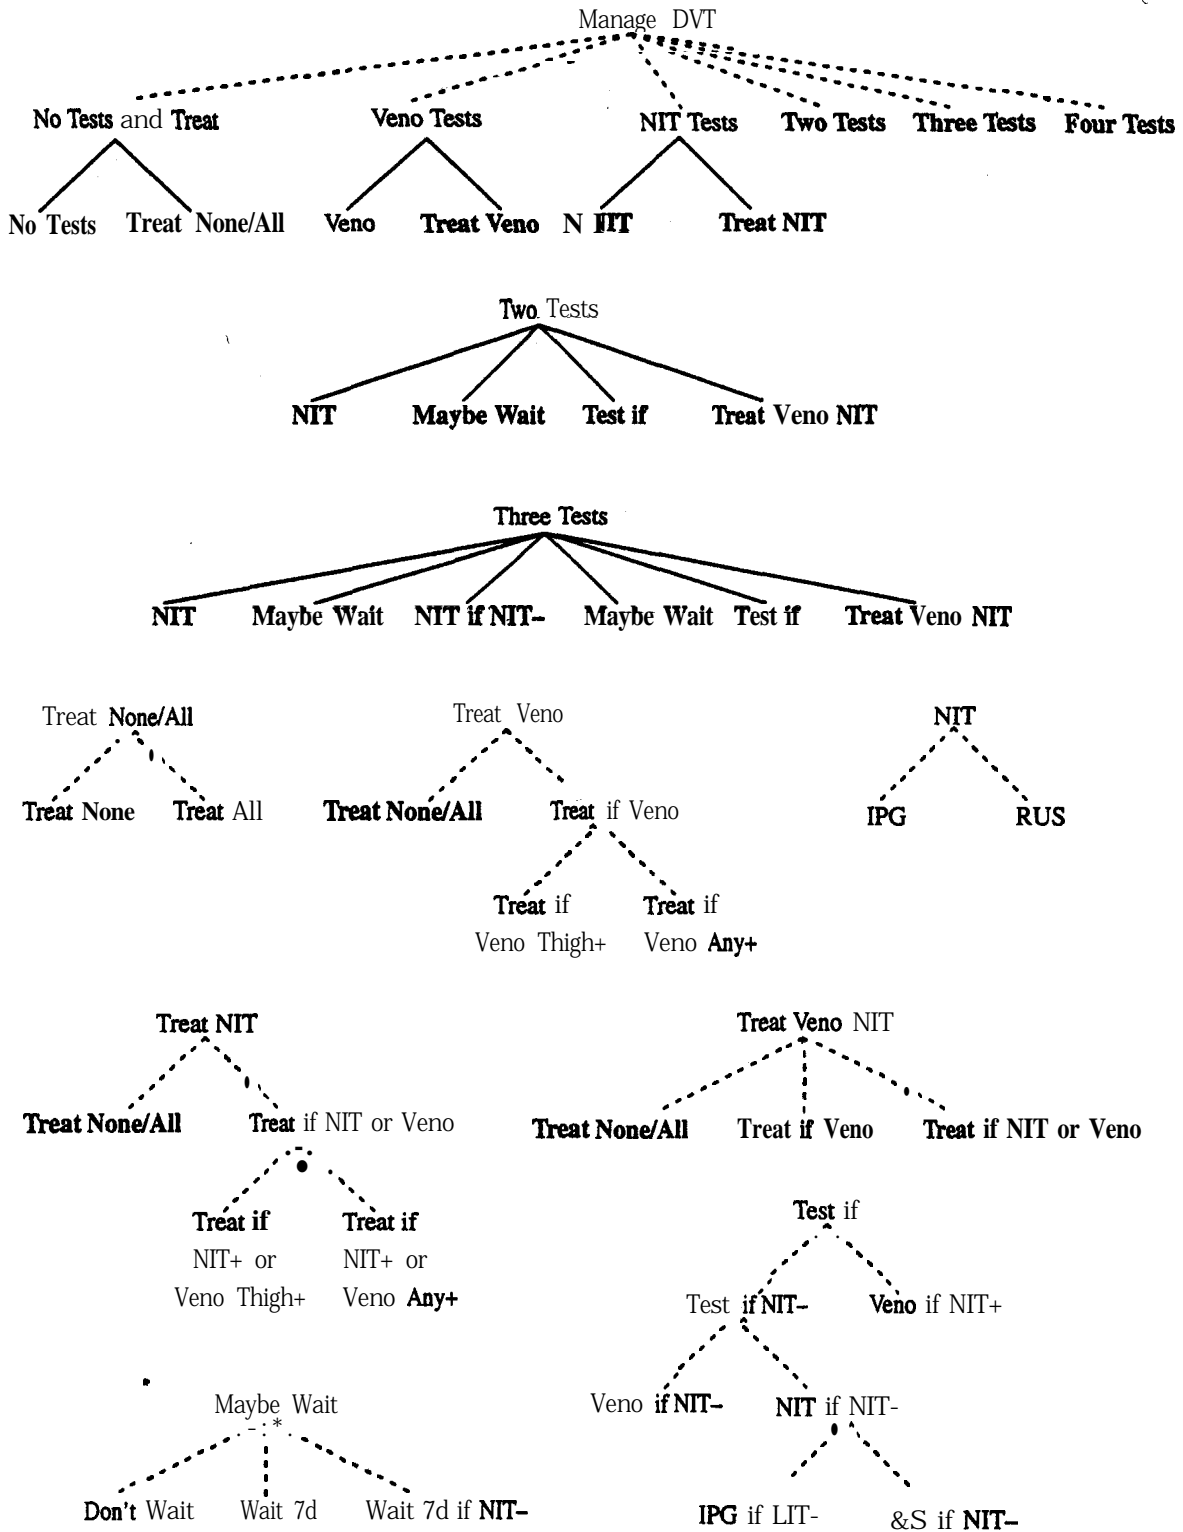 Manage DVT
No Tests and Treat Veno Tests NIT Tests Two Tests Three Tests Four Tests
No Tests Treat None/All Veno Treat Veno N IIT Treat NIT
Two Tests
NIT Maybe Wait Test if Treat Veno NIT
Three Tests
NIT Maybe Wait NIT if NIT– Maybe Wait Test if Treat Veno NIT
Treat None/All Treat Veno NIT
Treat None Treat All Treat None/All Treat if Veno IPG RUS
Treat if Treat if
Veno Thigh+ Veno Any+
Treat NIT Treat Veno NIT
Treat None/All Treat if NIT or Veno Treat None/All Treat if Veno Treat if NIT or Veno
Test if
Treat if Treat if
NIT+ or NIT+ or
Veno Thigh+ Veno Any+ Test if NIT– Veno if NIT+
Maybe Wait Veno if NIT– NIT if NIT-
Don't Wait Wait 7d Wait 7d if NIT– IPG if LIT- &S if NIT–